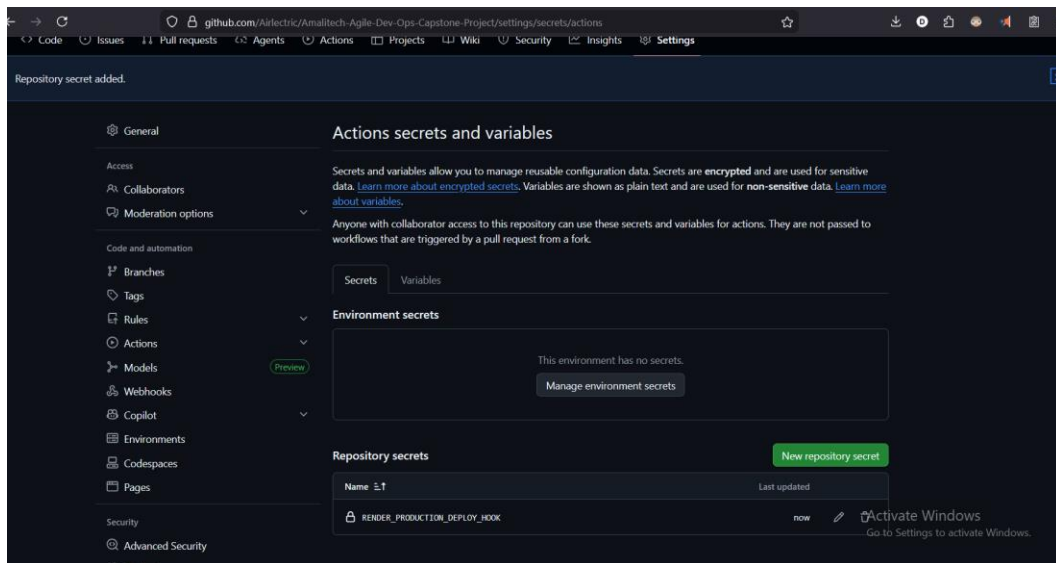 github.com/Airlectric/Amalitech-Agile-Dev-Ops-Capstone-Project/settings/secrets/actions
Code Issues Pull requests Agents Actions Projects Wiki Security Insights Settings
Repository secret added.
General
Access
Collaborators
Moderation options
Code and automation
Branches
Tags
Rules
Actions
Models Preview
Webhooks
Copilot
Environments
Codespaces
Pages
Security
Advanced Security
Actions secrets and variables
Secrets and variables allow you to manage reusable configuration data. Secrets are encrypted and are used for sensitive
data. Learn more about encrypted secrets. Variables are shown as plain text and are used for non-sensitive data. Learn more
about variables.
Anyone with collaborator access to this repository can use these secrets and variables for actions. They are not passed to
workflows that are triggered by a pull request from a fork.
Secrets Variables
Environment secrets
This environment has no secrets.
Manage environment secrets
Repository secrets New repository secret
Name Last updated
RENDER_PRODUCTION_DEPLOY_HOOK now
Activate Windows
Go to Settings to activate Windows.